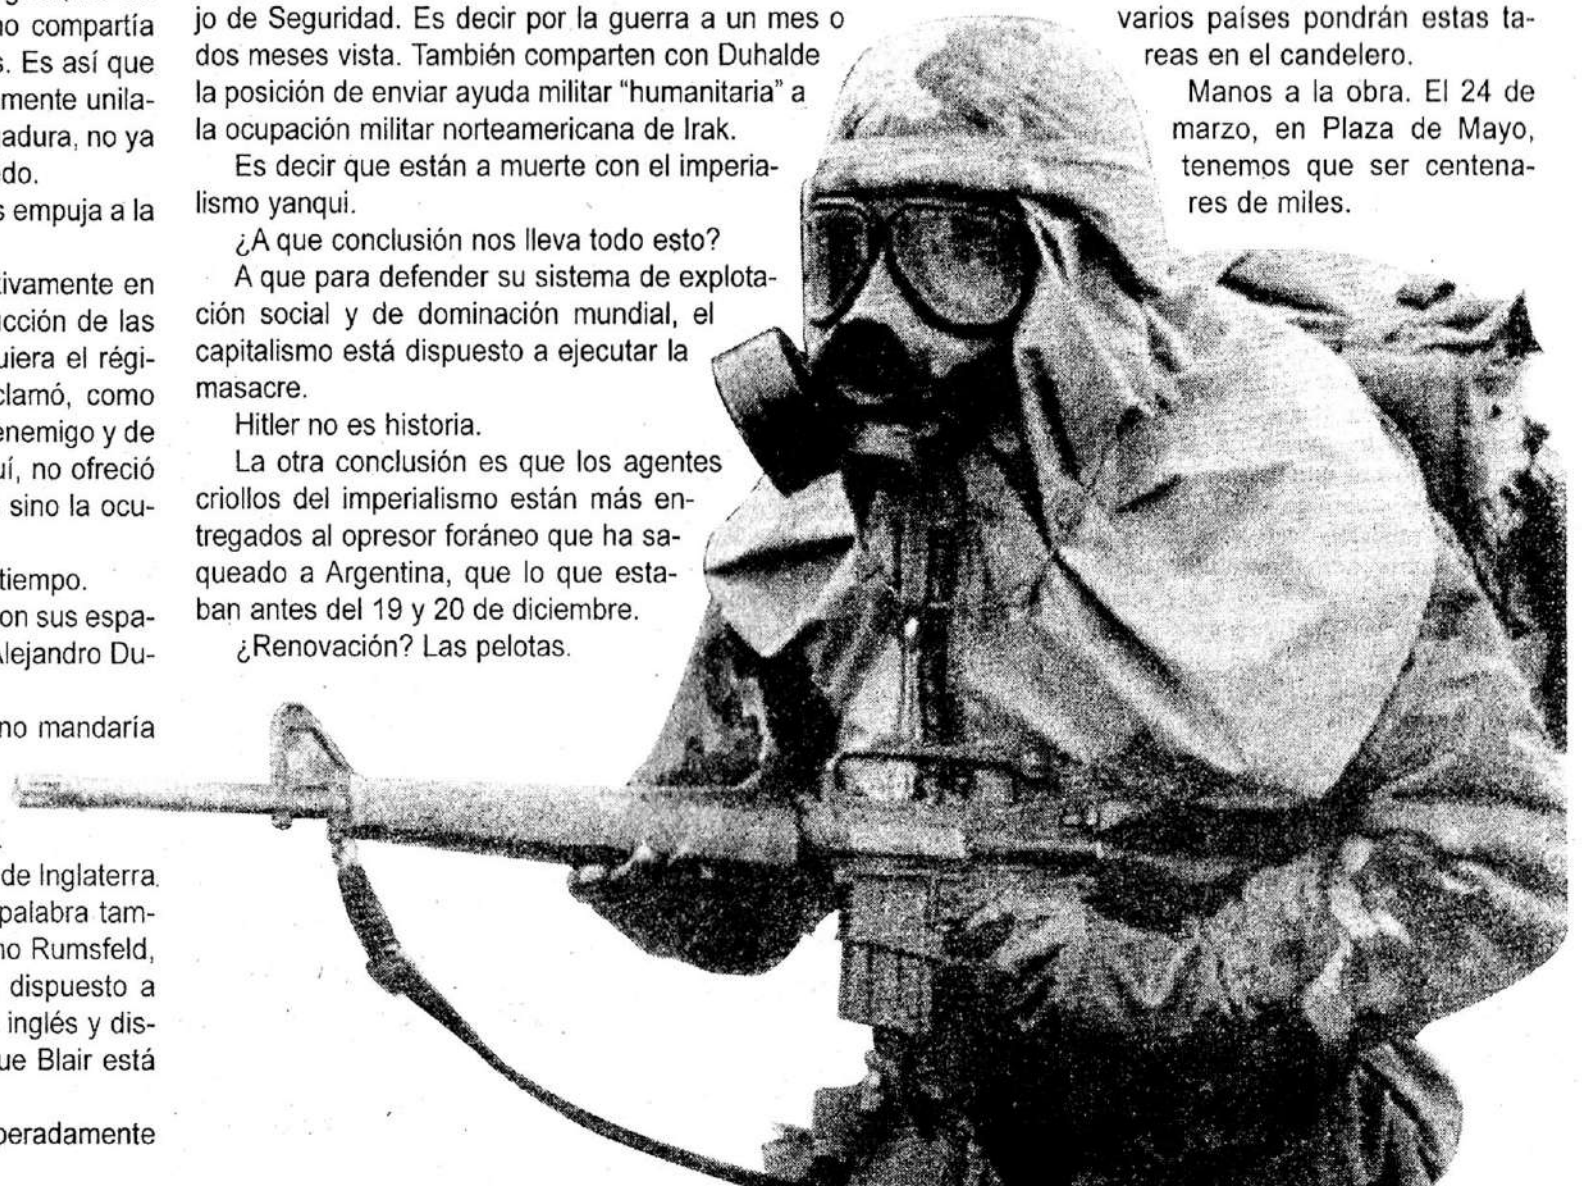 no compartía
s. Es así que
mente unila-
adura, no ya
do.
s empuja a la
ivamente en
ucción de las
uiera el régi-
clamó, como
enemigo y de
uí, no ofreció
sino la ocu-
tiempo.
on sus espa-
Alejandro Du-
no mandaría
de Inglaterra.
palabra tam-
no Rumsfeld,
dispuesto a
inglés y dis-
ue Blair está
peradamente
jo de Seguridad. Es decir por la guerra a un mes o
dos meses vista. También comparten con Duhalde
la posición de enviar ayuda militar “humanitaria” a
la ocupación militar norteamericana de Irak.
Es decir que están a muerte con el imperia-
lismo yanqui.
¿A que conclusión nos lleva todo esto?
A que para defender su sistema de explota-
ción social y de dominación mundial, el
capitalismo está dispuesto a ejecutar la
masacre.
Hitler no es historia.
La otra conclusión es que los agentes
criollos del imperialismo están más en-
tregados al opresor foráneo que ha sa-
queado a Argentina, que lo que esta-
ban antes del 19 y 20 de diciembre.
¿Renovación? Las pelotas.
varios países pondrán estas ta-
reas en el candelero.
Manos a la obra. El 24 de
marzo, en Plaza de Mayo,
tenemos que ser centena-
res de miles.